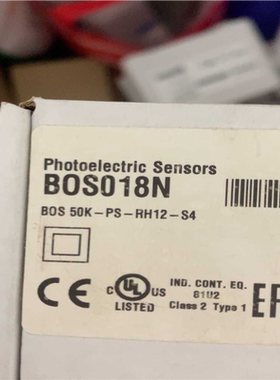 Photoelectric Sensors
BOS018N
BOS 50K-PS-RH12-S4
CE
C UL US
LISTED
IND. CONT. EQ.
81U2
Class 2 Type 1